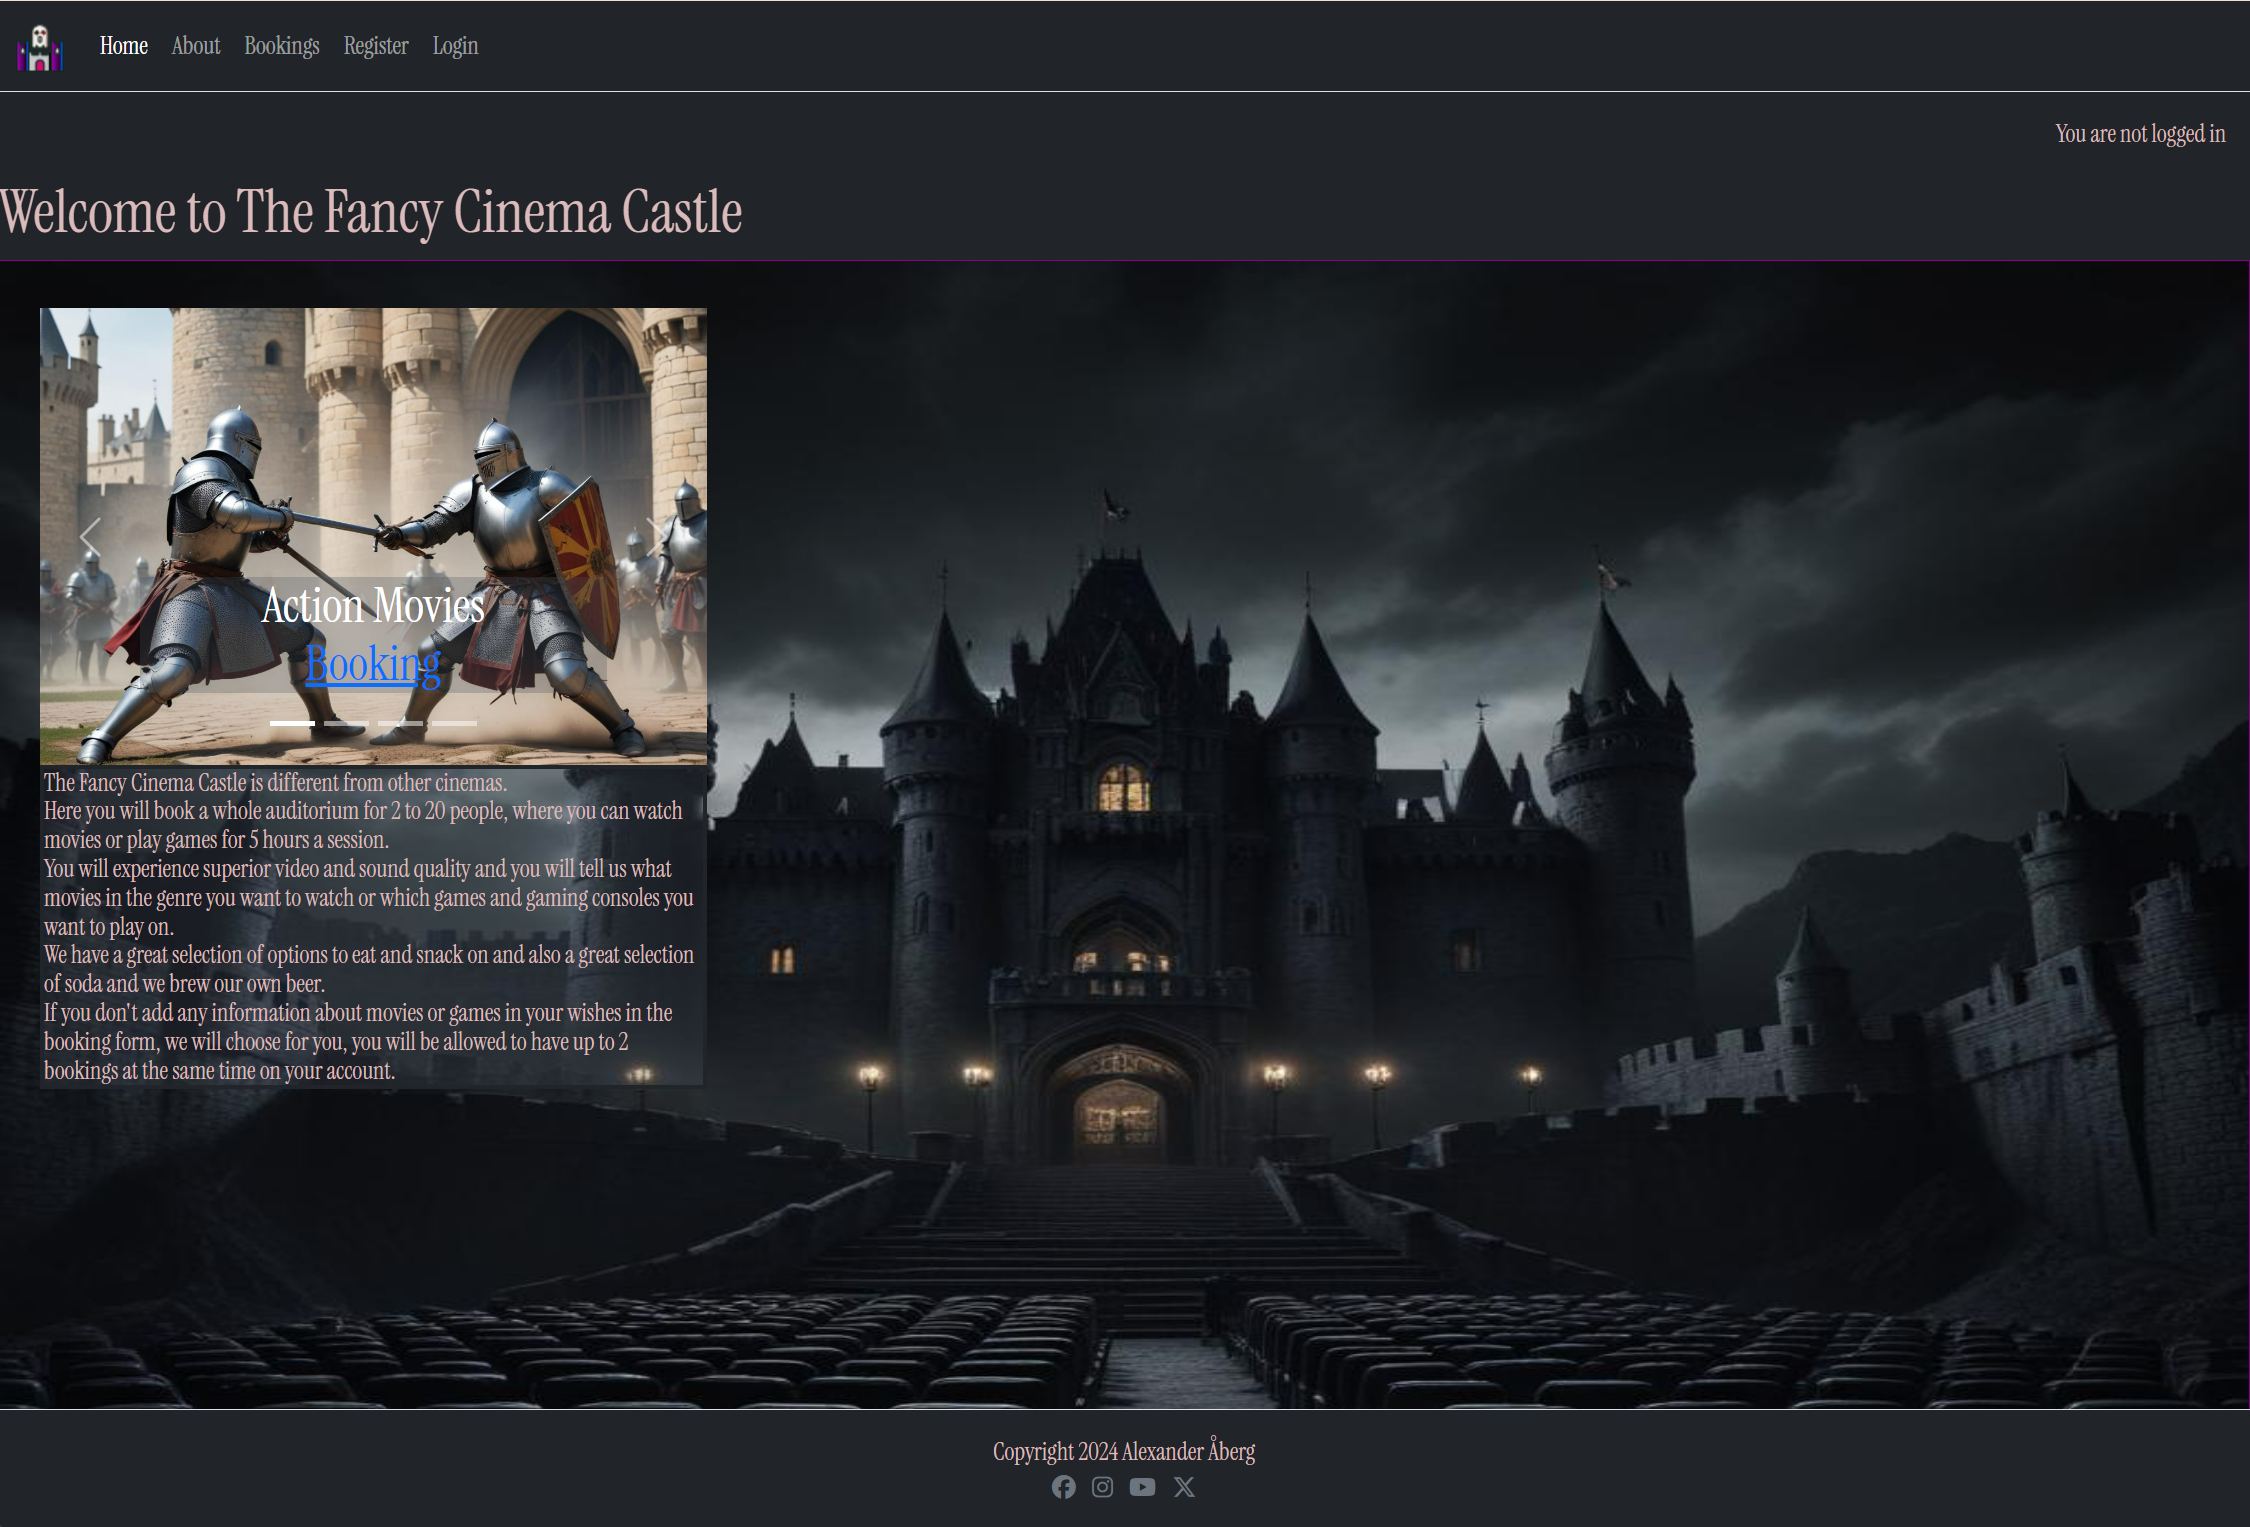 Home About Bookings Register Login
You are not logged in
Welcome to The Fancy Cinema Castle
Action Movies
Booking
The Fancy Cinema Castle is different from other cinemas.
Here you will book a whole auditorium for 2 to 20 people, where you can watch
movies or play games for 5 hours a session.
You will experience superior video and sound quality and you will tell us what
movies in the genre you want to watch or which games and gaming consoles you
want to play on.
We have a great selection of options to eat and snack on and also a great selection
of soda and we brew our own beer.
If you don't add any information about movies or games in your wishes in the
booking form, we will choose for you, you will be allowed to have up to 2
bookings at the same time on your account.
Copyright 2024 Alexander Åberg